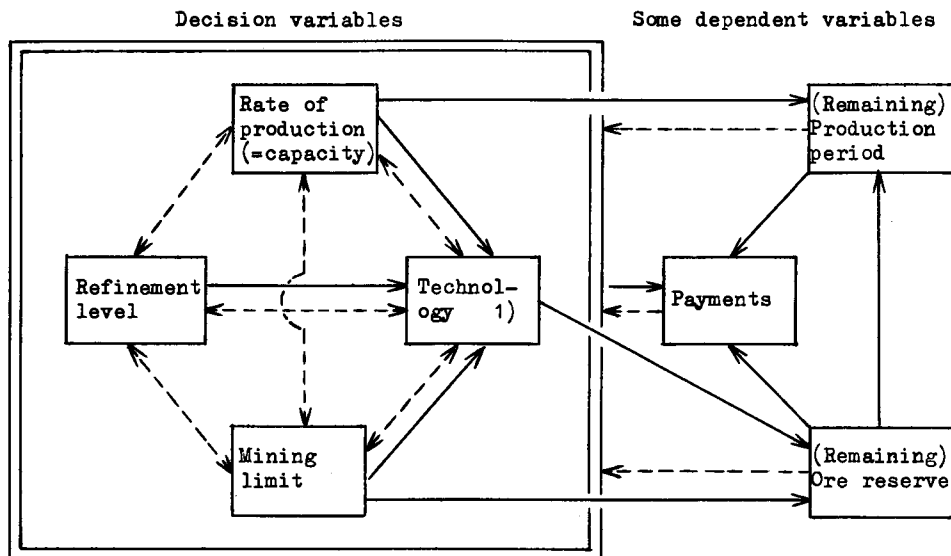 Decision variables
Some dependent variables
Rate of
production
(=capacity)
(Remaining)
Production
period
Refinement
level
Technol-
ogy 1)
Payments
Mining
limit
(Remaining)
Ore reserve